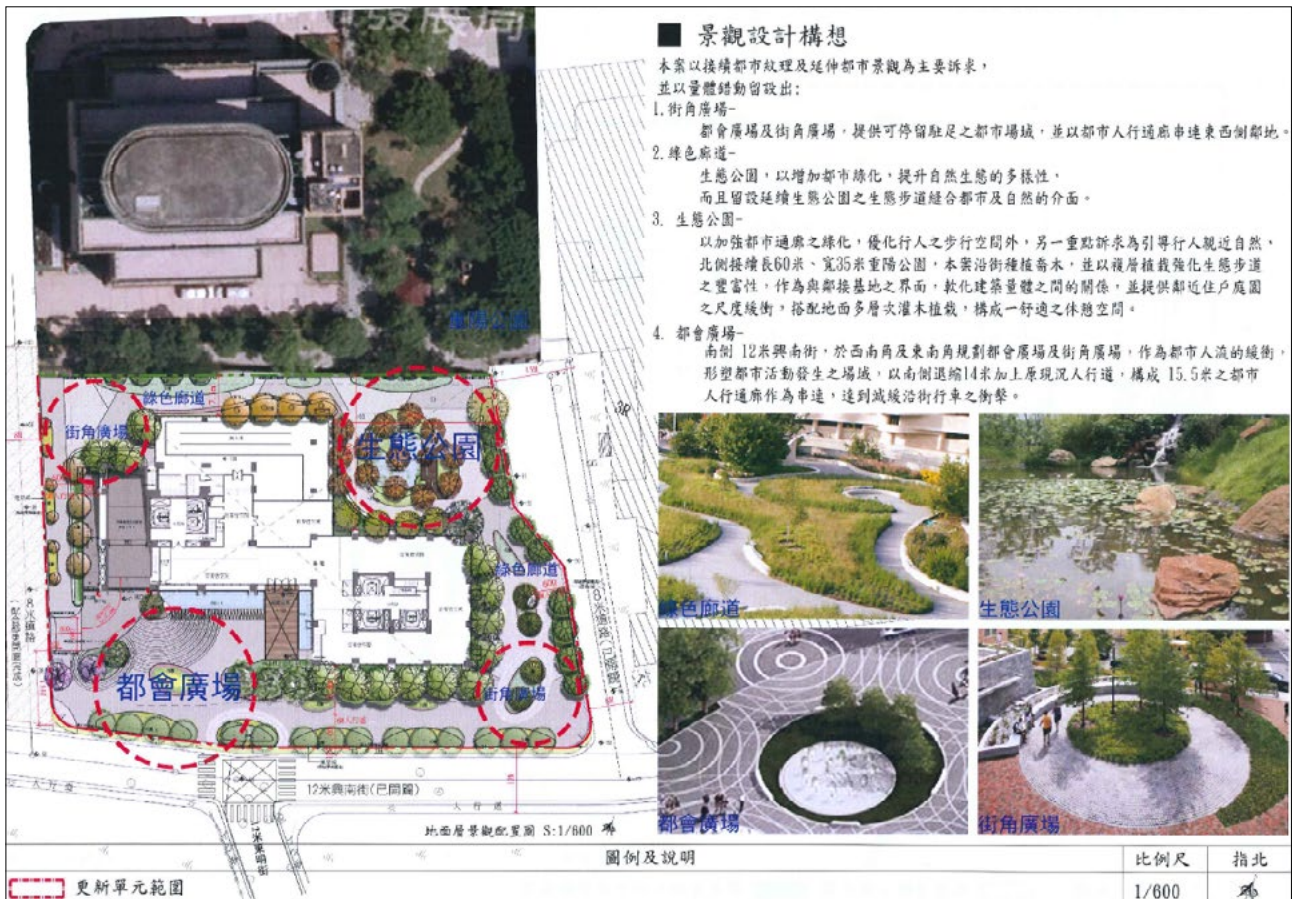 發展局
重陽公園
綠色廊道
街角廣場
生態公園
綠色廊道
都會廣場
街角廣場
8米
12米興南街(已開闢)
人行道
人行道
地面層景觀配置圖 S:1/600
■ 景觀設計構想
本案以接續都市紋理及延伸都市景觀為主要訴求，
並以量體錯動留設出：
1.街角廣場-
都會廣場及街角廣場，提供可停留駐足之都市場域，並以都市人行通廊串連東西側鄰地。
2.綠色廊道-
生態公園，以增加都市綠化，提升自然生態的多樣性，
而且留設延續生態公園之生態步道縫合都市及自然的介面。
3. 生態公園-
以加強都市通廊之綠化，優化行人之步行空間外，另一重點訴求為引導行人親近自然，
北側接續長60米、寬35米重陽公園，本案沿街種植喬木，並以複層植栽強化生態步道
之豐富性，作為與鄰接基地之界面，軟化建築量體之間的關係，並提供鄰近住戶庭園
之尺度緩衝，搭配地面多層次灌木植栽，構成一舒適之休憩空間。
4. 都會廣場-
南側 12米興南街，於西南角及東南角規劃都會廣場及街角廣場，作為都市人流的緩衝，
形塑都市活動發生之場域，以南側退縮14米加上原現況人行道，構成 15.5米之都市
人行通廊作為串連，達到減緩沿街行車之衝擊。
綠色廊道
生態公園
都會廣場
街角廣場
圖例及說明
比例尺
指北
更新單元範圍
1/600